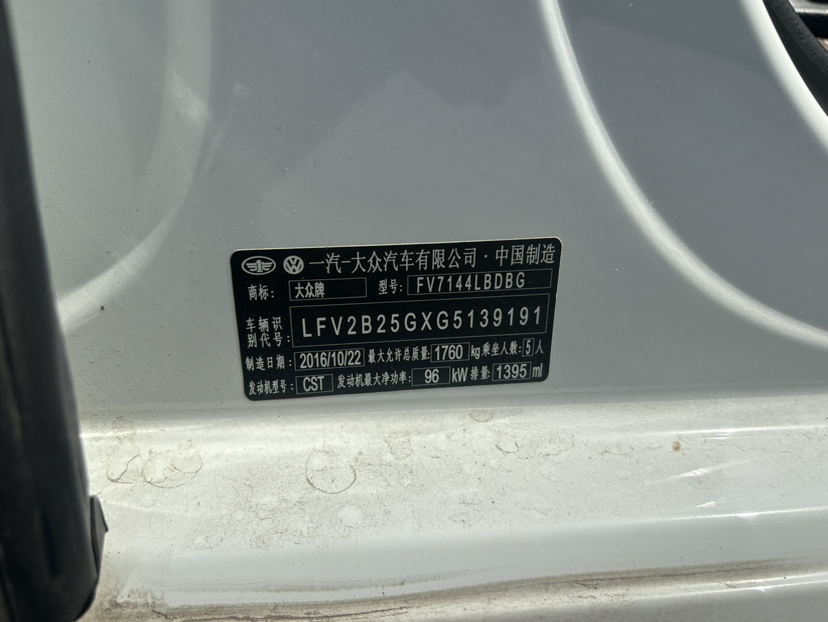 一汽-大众汽车有限公司·中国制造
商标: 大众牌 型号: FV7144LBDBG
车辆识别代号: LFV2B25GXG5139191
制造日期: 2016/10/22 最大允许总质量: 1760 kg 乘坐人数: 5 人
发动机型号: CST 发动机最大净功率: 96 kW 排量: 1395 ml